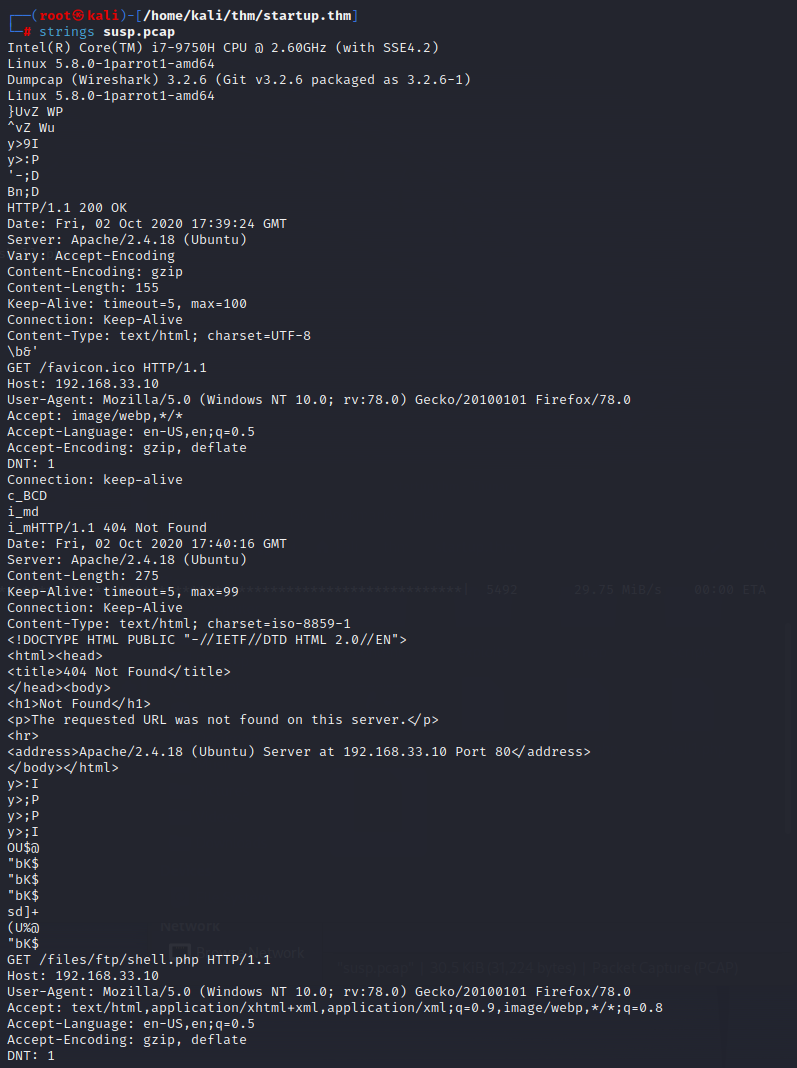 ┌──(root㉿kali)-[/home/kali/thm/startup.thm]
└─# strings susp.pcap
Intel(R) Core(TM) i7-9750H CPU @ 2.60GHz (with SSE4.2)
Linux 5.8.0-1parrot1-amd64
Dumpcap (Wireshark) 3.2.6 (Git v3.2.6 packaged as 3.2.6-1)
Linux 5.8.0-1parrot1-amd64
}UvZ WP
^vZ Wu
y>9I
y>:P
'-;D
Bn;D
HTTP/1.1 200 OK
Date: Fri, 02 Oct 2020 17:39:24 GMT
Server: Apache/2.4.18 (Ubuntu)
Vary: Accept-Encoding
Content-Encoding: gzip
Content-Length: 155
Keep-Alive: timeout=5, max=100
Connection: Keep-Alive
Content-Type: text/html; charset=UTF-8
\b&'
GET /favicon.ico HTTP/1.1
Host: 192.168.33.10
User-Agent: Mozilla/5.0 (Windows NT 10.0; rv:78.0) Gecko/20100101 Firefox/78.0
Accept: image/webp,*/*
Accept-Language: en-US,en;q=0.5
Accept-Encoding: gzip, deflate
DNT: 1
Connection: keep-alive
c_BCD
i_md
i_mHTTP/1.1 404 Not Found
Date: Fri, 02 Oct 2020 17:40:16 GMT
Server: Apache/2.4.18 (Ubuntu)
Content-Length: 275
Keep-Alive: timeout=5, max=99
Connection: Keep-Alive
Content-Type: text/html; charset=iso-8859-1
<!DOCTYPE HTML PUBLIC "-//IETF//DTD HTML 2.0//EN">
<html><head>
<title>404 Not Found</title>
</head><body>
<h1>Not Found</h1>
<p>The requested URL was not found on this server.</p>
<hr>
<address>Apache/2.4.18 (Ubuntu) Server at 192.168.33.10 Port 80</address>
</body></html>
y>:I
y>;P
y>;P
y>;I
OU$@
"bK$
"bK$
"bK$
sd]+
(U%@
"bK$
GET /files/ftp/shell.php HTTP/1.1
Host: 192.168.33.10
User-Agent: Mozilla/5.0 (Windows NT 10.0; rv:78.0) Gecko/20100101 Firefox/78.0
Accept: text/html,application/xhtml+xml,application/xml;q=0.9,image/webp,*/*;q=0.8
Accept-Language: en-US,en;q=0.5
Accept-Encoding: gzip, deflate
DNT: 1